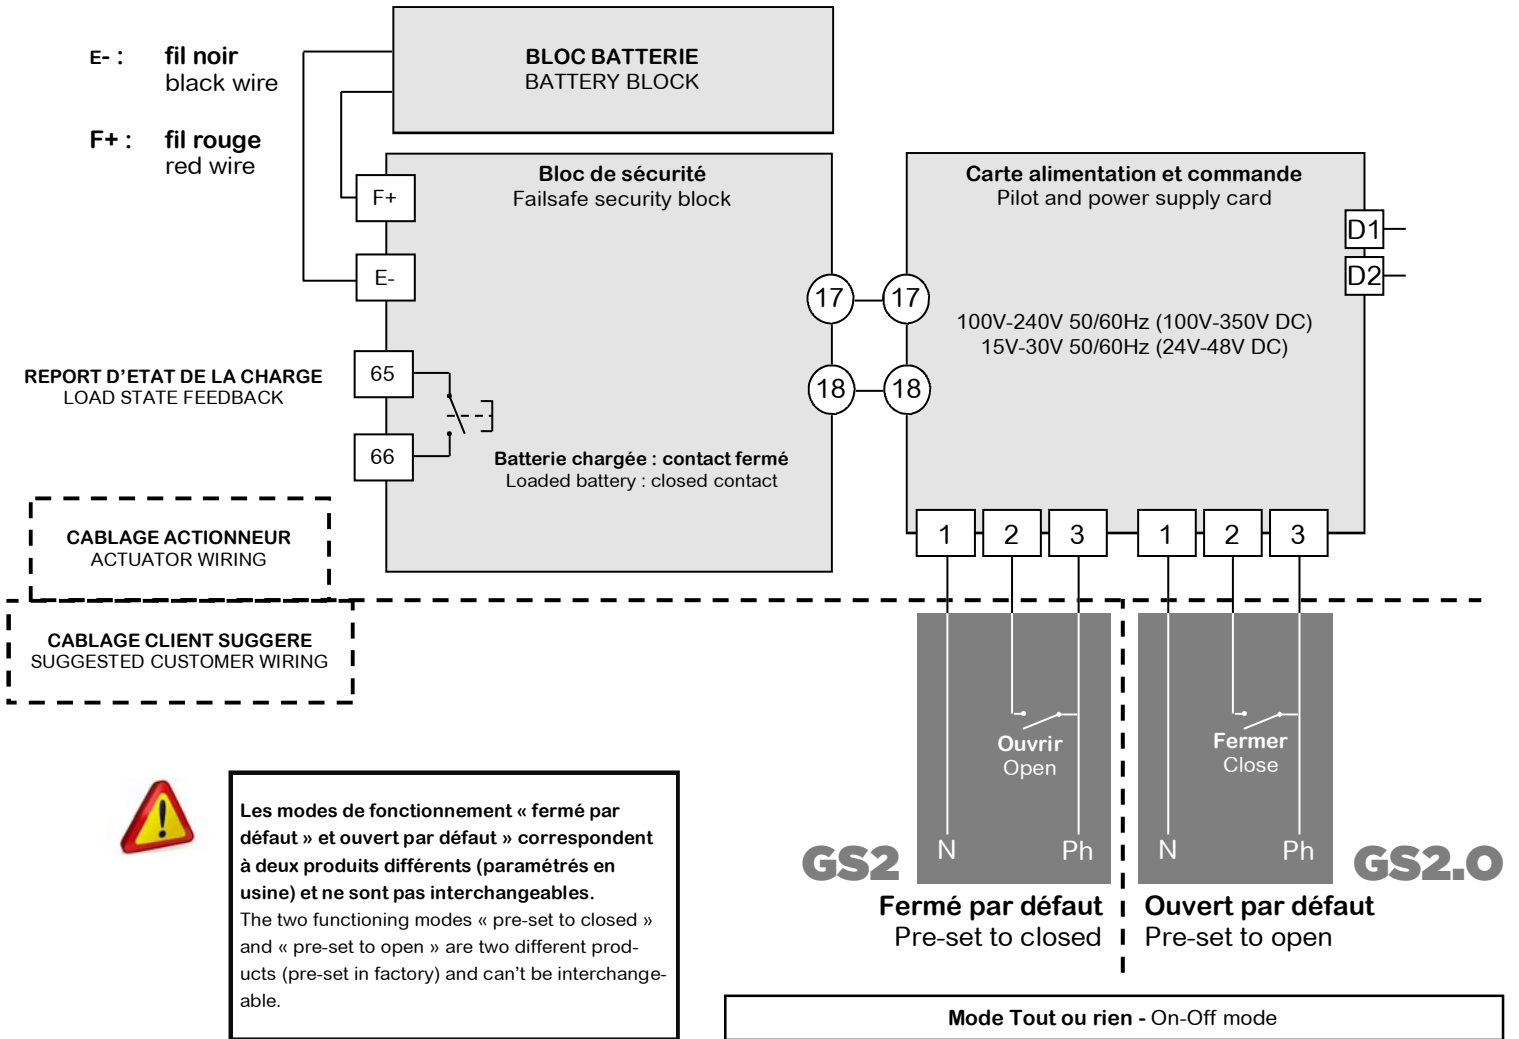 E- : fil noir
black wire
F+ : fil rouge
red wire
BLOC BATTERIE
BATTERY BLOCK
Bloc de sécurité
Failsafe security block
F+
E-
65
66
17
18
REPORT D’ETAT DE LA CHARGE
LOAD STATE FEEDBACK
Batterie chargée : contact fermé
Loaded battery : closed contact
Carte alimentation et commande
Pilot and power supply card
D1
D2
17
18
100V-240V 50/60Hz (100V-350V DC)
15V-30V 50/60Hz (24V-48V DC)
1 2 3 1 2 3
CABLAGE ACTIONNEUR
ACTUATOR WIRING
CABLAGE CLIENT SUGGERE
SUGGESTED CUSTOMER WIRING
Ouvrir
Open
N Ph
GS2
Fermé par défaut
Pre-set to closed
Fermer
Close
N Ph
GS2.O
Ouvert par défaut
Pre-set to open
Les modes de fonctionnement « fermé par
défaut » et ouvert par défaut » correspondent
à deux produits différents (paramétrés en
usine) et ne sont pas interchangeables.
The two functioning modes « pre-set to closed »
and « pre-set to open » are two different prod-
ucts (pre-set in factory) and can’t be interchange-
able.
Mode Tout ou rien - On-Off mode